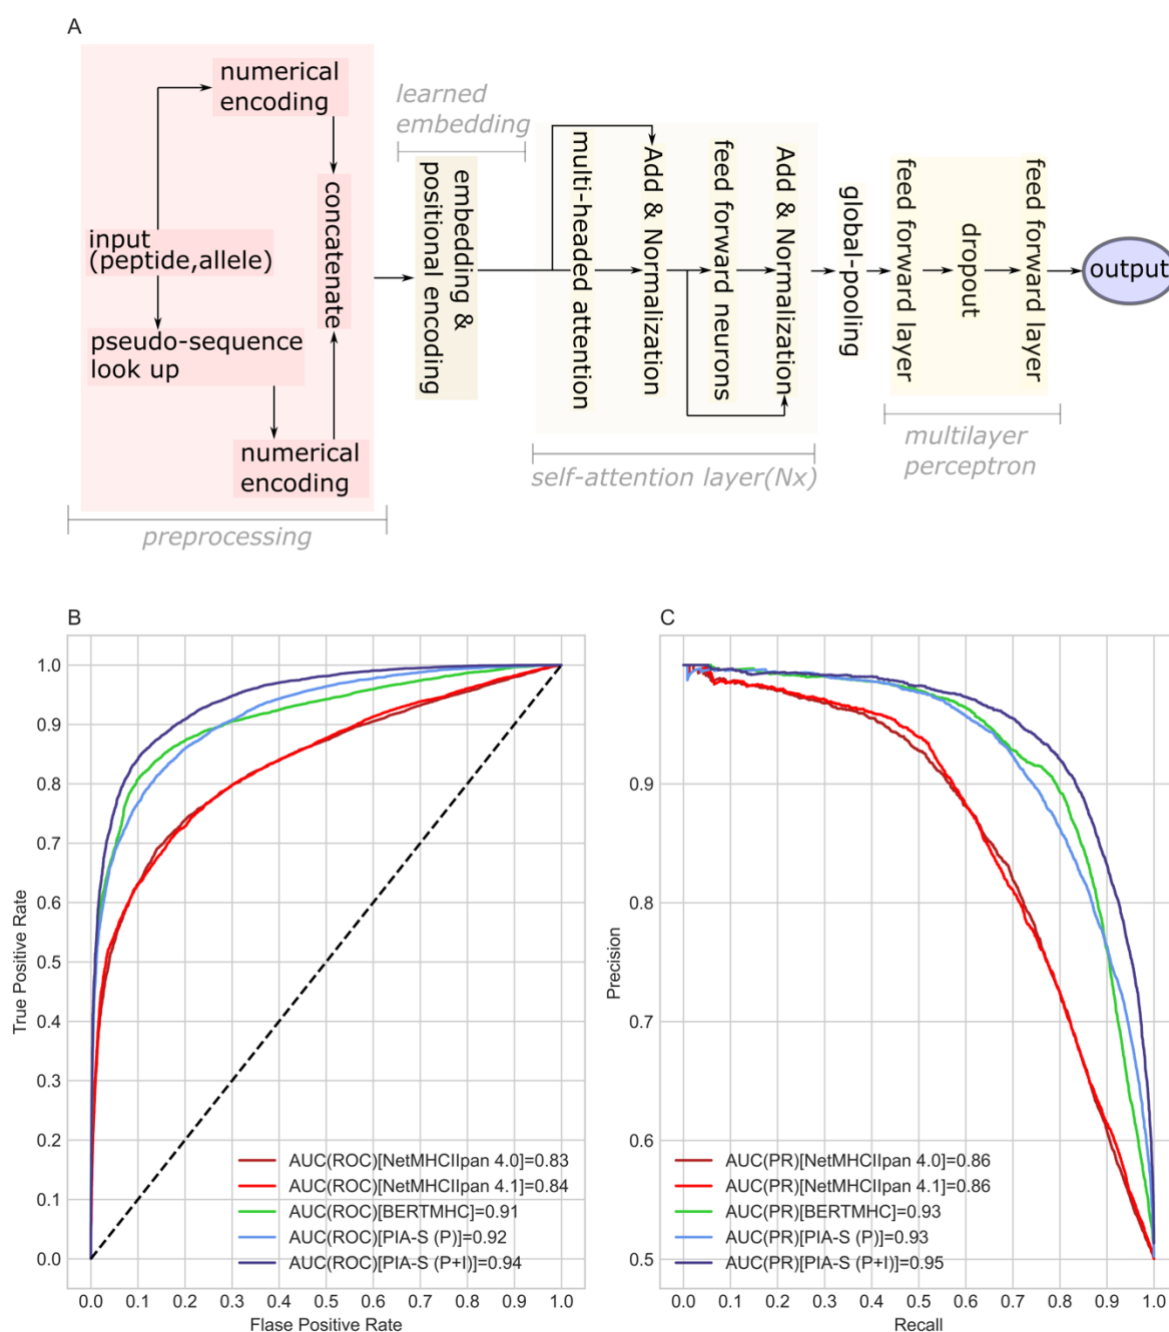 A
numerical
encoding
input
(peptide,allele)
pseudo-sequence
look up
numerical
encoding
concatenate
preprocessing
learned
embedding
embedding &
positional encoding
multi-headed attention
Add & Normalization
feed forward neurons
Add & Normalization
self-attention layer(Nx)
global-pooling
feed forward layer
dropout
feed forward layer
multilayer
perceptron
output
B
True Positive Rate
1.0
0.9
0.8
0.7
0.6
0.5
0.4
0.3
0.2
0.1
0.0
AUC(ROC)[NetMHCIIpan 4.0]=0.83
AUC(ROC)[NetMHCIIpan 4.1]=0.84
AUC(ROC)[BERTMHC]=0.91
AUC(ROC)[PIA-S (P)]=0.92
AUC(ROC)[PIA-S (P+I)]=0.94
0.0 0.1 0.2 0.3 0.4 0.5 0.6 0.7 0.8 0.9 1.0
Flase Positive Rate
C
Precision
0.9
0.8
0.7
0.6
0.5
AUC(PR)[NetMHCIIpan 4.0]=0.86
AUC(PR)[NetMHCIIpan 4.1]=0.86
AUC(PR)[BERTMHC]=0.93
AUC(PR)[PIA-S (P)]=0.93
AUC(PR)[PIA-S (P+I)]=0.95
0.0 0.1 0.2 0.3 0.4 0.5 0.6 0.7 0.8 0.9 1.0
Recall